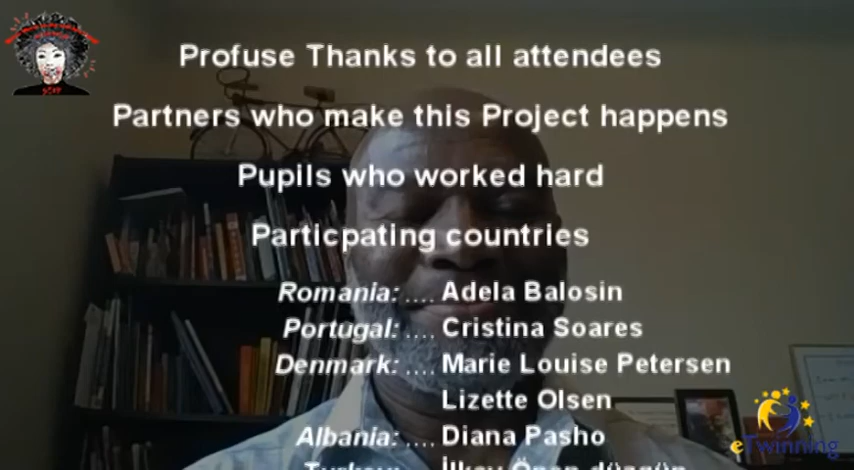 Profuse Thanks to all attendees
Partners who make this Project happens
Pupils who worked hard
Particpating countries
Romania: .... Adela Balosin
Portugal: .... Cristina Soares
Denmark: .... Marie Louise Petersen
Lizette Olsen
Albania: .... Diana Pasho
eTwinning